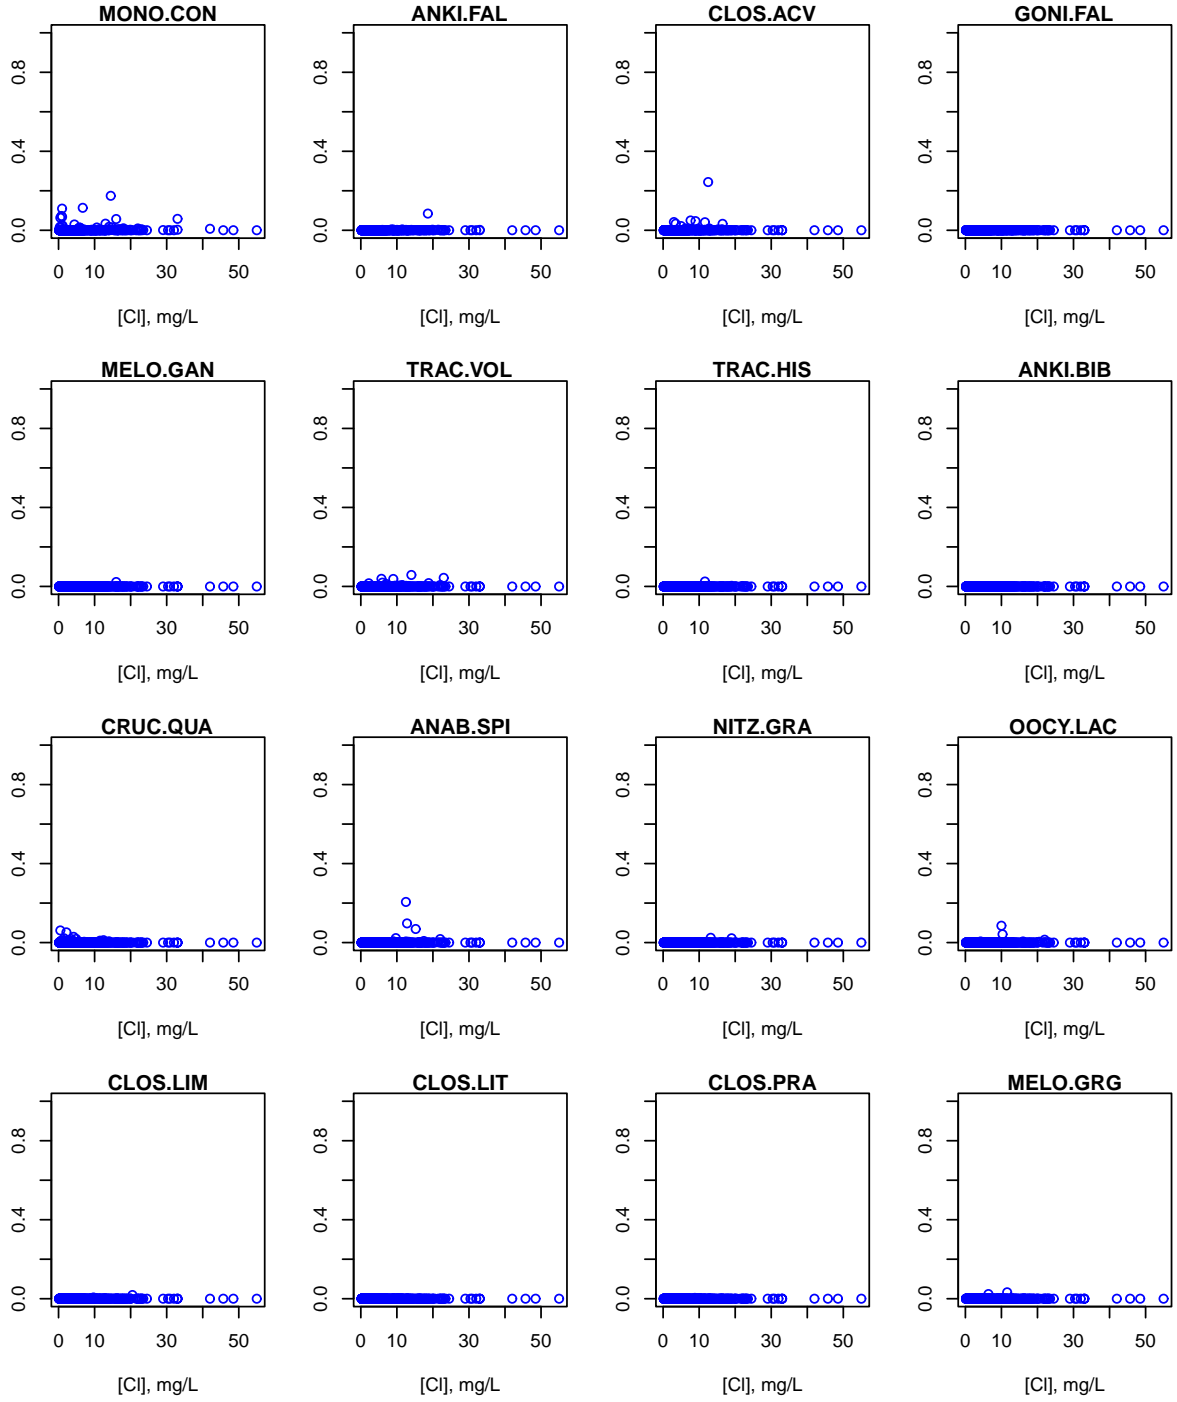 MONO.CON ANKI.FAL CLOS.ACV GONI.FAL
0.8 0.8 0.8 0.8
0.4 0.4 0.4 0.4
0.0 0.0 0.0 0.0
0 10 30 50 0 10 30 50 0 10 30 50 0 10 30 50
[Cl], mg/L [Cl], mg/L [Cl], mg/L [Cl], mg/L
MELO.GAN TRAC.VOL TRAC.HIS ANKI.BIB
0.8 0.8 0.8 0.8
0.4 0.4 0.4 0.4
0.0 0.0 0.0 0.0
0 10 30 50 0 10 30 50 0 10 30 50 0 10 30 50
[Cl], mg/L [Cl], mg/L [Cl], mg/L [Cl], mg/L
CRUC.QUA ANAB.SPI NITZ.GRA OOCY.LAC
0.8 0.8 0.8 0.8
0.4 0.4 0.4 0.4
0.0 0.0 0.0 0.0
0 10 30 50 0 10 30 50 0 10 30 50 0 10 30 50
[Cl], mg/L [Cl], mg/L [Cl], mg/L [Cl], mg/L
CLOS.LIM CLOS.LIT CLOS.PRA MELO.GRG
0.8 0.8 0.8 0.8
0.4 0.4 0.4 0.4
0.0 0.0 0.0 0.0
0 10 30 50 0 10 30 50 0 10 30 50 0 10 30 50
[Cl], mg/L [Cl], mg/L [Cl], mg/L [Cl], mg/L